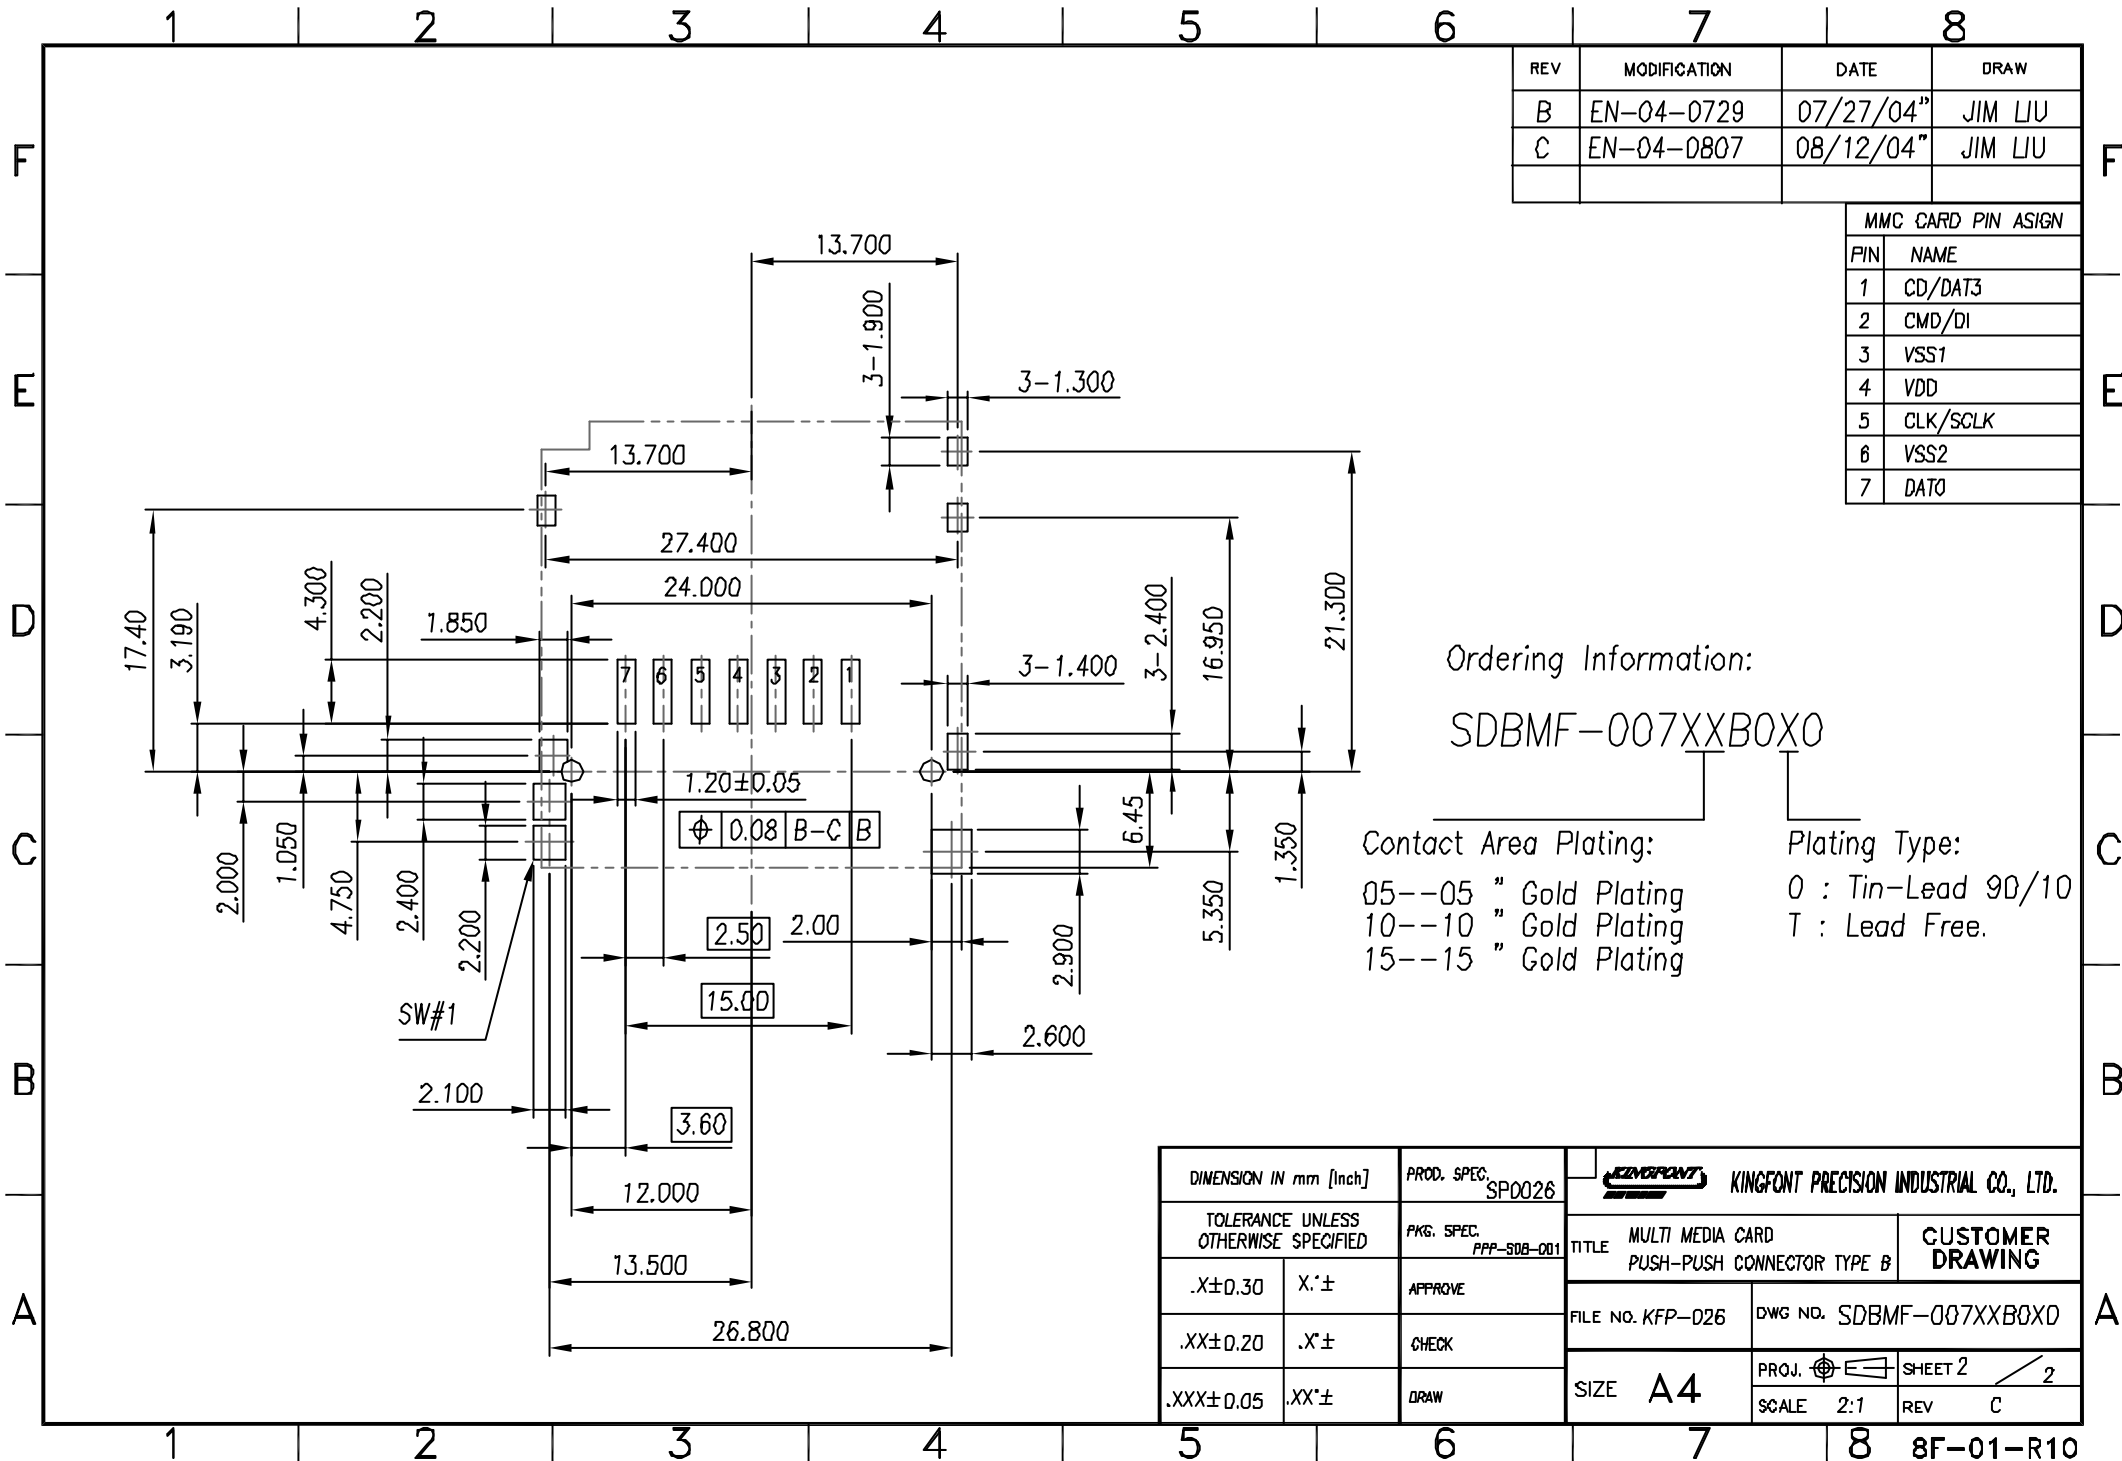 1 2 3 4 5 6 7 8
REV MODIFICATION DATE DRAW
B EN-04-0729 07/27/04" JIM LIU
C EN-04-0807 08/12/04" JIM LIU
F F
MMC CARD PIN ASIGN
PIN NAME
1 CD/DAT3
2 CMD/DI
3 VSS1
4 VDD
5 CLK/SCLK
6 VSS2
7 DAT0
13.700
3-1.900
3-1.300
E E
13.700
27.400
24.000
17.40
3.190
4.300
2.200
1.850
D D
7 6 5 4 3 2 1
3-1.400
3-2.400
16.950
21.300
1.20±0.05
0.08 B-C B
C C
2.000
1.050
4.750
2.400
2.200
6.45
5.350
1.350
2.50
2.00
2.900
15.00
SW#1
2.600
B B
2.100
3.60
12.000
13.500
26.800
A A
Ordering Information:
SDBMF-007XXB0X0
Contact Area Plating:
05--05 " Gold Plating
10--10 " Gold Plating
15--15 " Gold Plating
Plating Type:
0 : Tin-Lead 90/10
T : Lead Free.
DIMENSION IN mm [Inch]
TOLERANCE UNLESS
OTHERWISE SPECIFIED
.X±0.30 X.°±
.XX±0.20 .X°±
.XXX±0.05 .XX°±
PROD. SPEC. SP0026
PKG. SPEC. PPP-SDB-001
APPROVE
CHECK
DRAW
KINGFONT KINGFONT PRECISION INDUSTRIAL CO., LTD.
TITLE MULTI MEDIA CARD
PUSH-PUSH CONNECTOR TYPE B
CUSTOMER
DRAWING
FILE NO. KFP-026 DWG NO. SDBMF-007XXB0X0
SIZE A4
PROJ. SHEET 2 / 2
SCALE 2:1 REV C
1 2 3 4 5 6 7 8
8F-01-R10